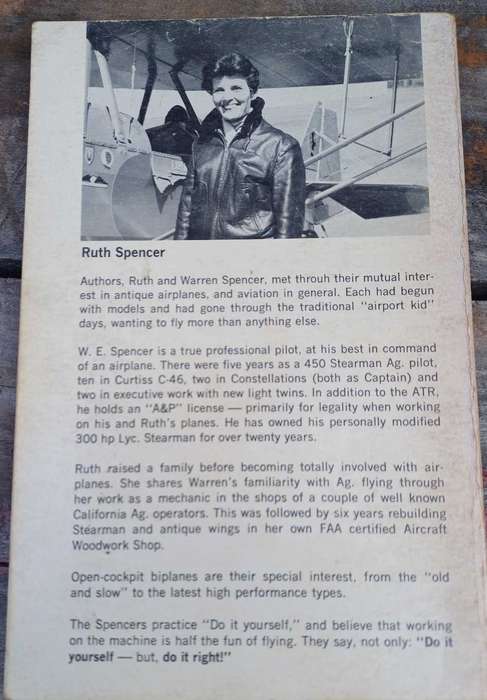 Ruth Spencer
Authors, Ruth and Warren Spencer, met throuh their mutual inter-
est in antique airplanes, and aviation in general. Each had begun
with models and had gone through the traditional "airport kid"
days, wanting to fly more than anything else.
W. E. Spencer is a true professional pilot, at his best in command
of an airplane. There were five years as a 450 Stearman Ag. pilot,
ten in Curtiss C-46, two in Constellations (both as Captain) and
two in executive work with new light twins. In addition to the ATR,
he holds an "A&P" license — primarily for legality when working
on his and Ruth's planes. He has owned his personally modified
300 hp Lyc. Stearman for over twenty years.
Ruth raised a family before becoming totally involved with air-
planes. She shares Warren's familiarity with Ag. flying through
her work as a mechanic in the shops of a couple of well known
California Ag. operators. This was followed by six years rebuilding
Stearman and antique wings in her own FAA certified Aircraft
Woodwork Shop.
Open-cockpit biplanes are their special interest, from the "old
and slow" to the latest high performance types.
The Spencers practice "Do it yourself," and believe that working
on the machine is half the fun of flying. They say, not only: "Do it
yourself — but, do it right!"